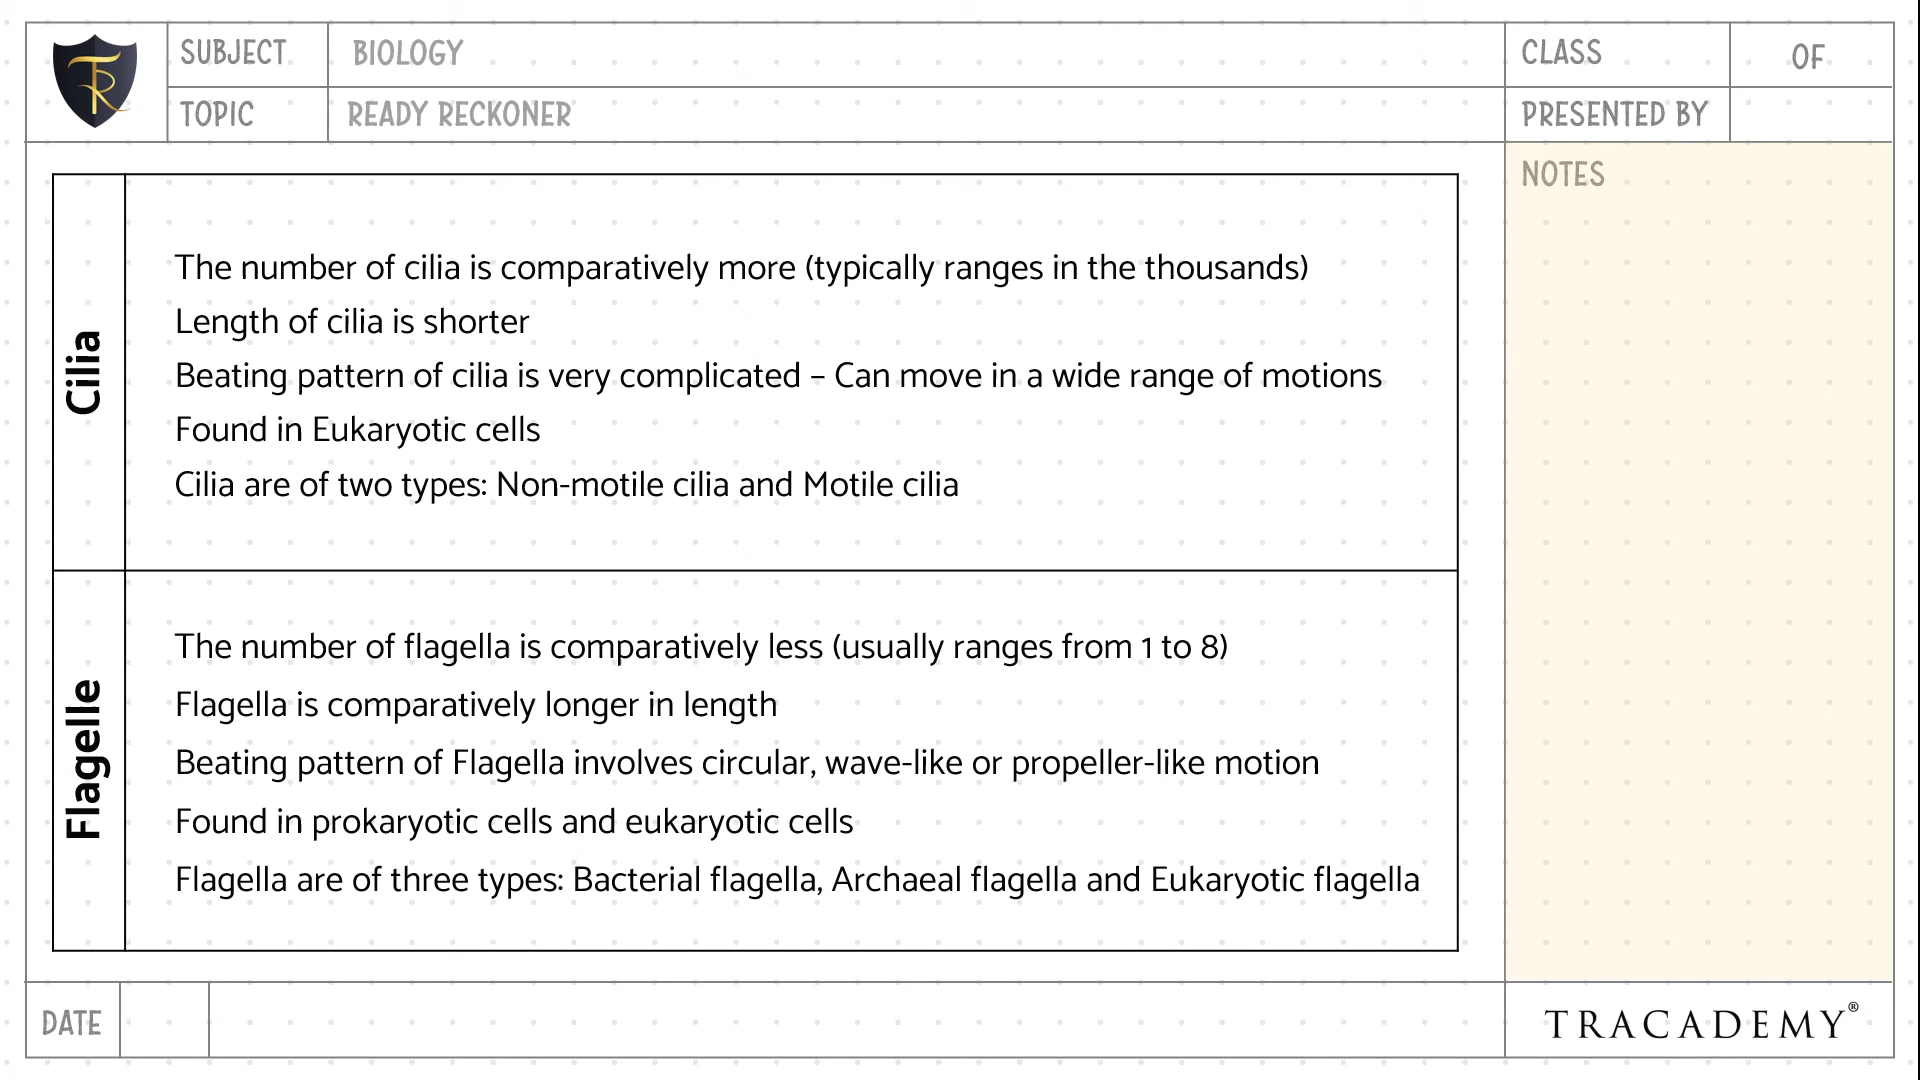 SUBJECT BIOLOGY CLASS OF
TOPIC READY RECKONER PRESENTED BY
NOTES
Cilia
The number of cilia is comparatively more (typically ranges in the thousands)
Length of cilia is shorter
Beating pattern of cilia is very complicated – Can move in a wide range of motions
Found in Eukaryotic cells
Cilia are of two types: Non-motile cilia and Motile cilia
Flagelle
The number of flagella is comparatively less (usually ranges from 1 to 8)
Flagella is comparatively longer in length
Beating pattern of Flagella involves circular, wave-like or propeller-like motion
Found in prokaryotic cells and eukaryotic cells
Flagella are of three types: Bacterial flagella, Archaeal flagella and Eukaryotic flagella
DATE
TRACADEMY®